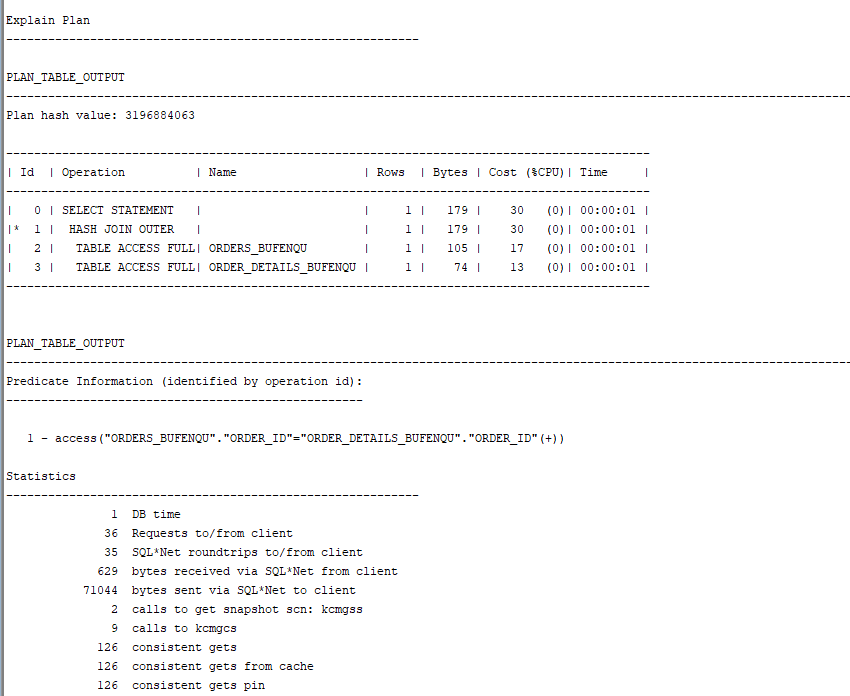 Explain Plan
-----------------------------------------------------------
PLAN_TABLE_OUTPUT
-------------------------------------------------------------------------------------------------------------------------
Plan hash value: 3196884063
--------------------------------------------------------------------------------------------
| Id  | Operation          | Name                 | Rows  | Bytes | Cost (%CPU)| Time     |
--------------------------------------------------------------------------------------------
|   0 | SELECT STATEMENT   |                      |     1 |   179 |    30   (0)| 00:00:01 |
|*  1 |  HASH JOIN OUTER   |                      |     1 |   179 |    30   (0)| 00:00:01 |
|   2 |   TABLE ACCESS FULL| ORDERS_BUFENQU       |     1 |   105 |    17   (0)| 00:00:01 |
|   3 |   TABLE ACCESS FULL| ORDER_DETAILS_BUFENQU |     1 |    74 |    13   (0)| 00:00:01 |
--------------------------------------------------------------------------------------------
PLAN_TABLE_OUTPUT
-------------------------------------------------------------------------------------------------------------------------
Predicate Information (identified by operation id):
---------------------------------------------------
1 - access("ORDERS_BUFENQU"."ORDER_ID"="ORDER_DETAILS_BUFENQU"."ORDER_ID"(+))
Statistics
-----------------------------------------------------------
1  DB time
36  Requests to/from client
35  SQL*Net roundtrips to/from client
629  bytes received via SQL*Net from client
71044  bytes sent via SQL*Net to client
2  calls to get snapshot scn: kcmgss
9  calls to kcmgcs
126  consistent gets
126  consistent gets from cache
126  consistent gets pin